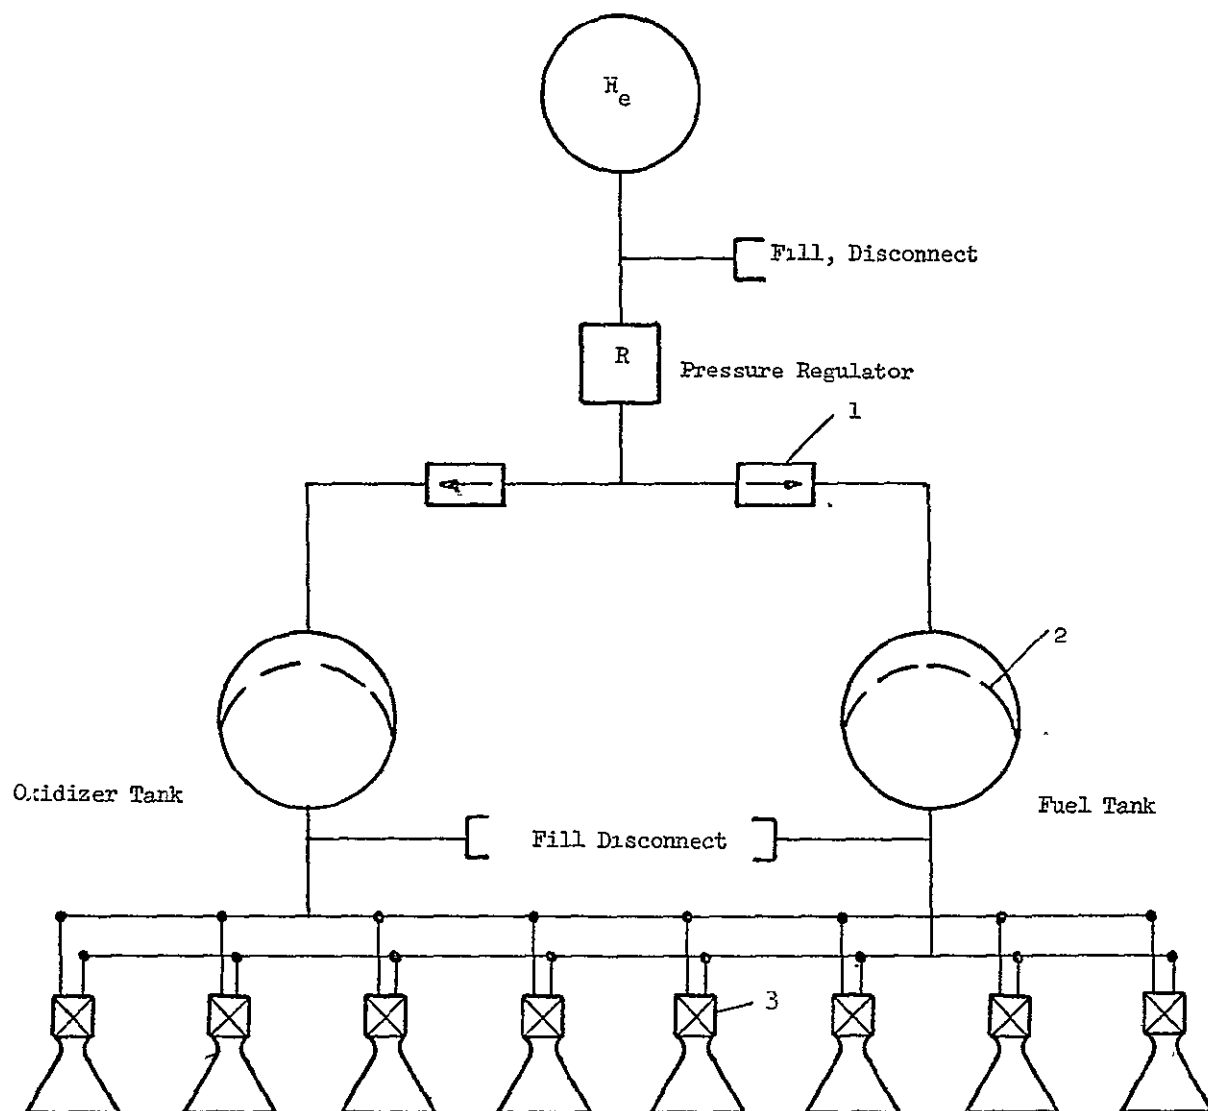 He
Fill, Disconnect
R
Pressure Regulator
1
2
Oxidizer Tank
Fuel Tank
Fill Disconnect
3